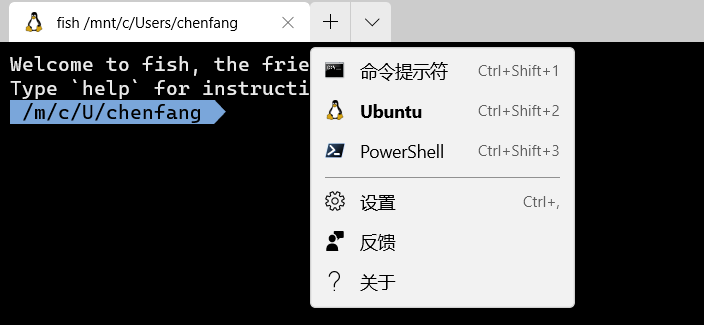 fish /mnt/c/Users/chenfang
Welcome to fish, the frie
Type `help` for instructi
/m/c/U/chenfang
命令提示符 Ctrl+Shift+1
Ubuntu Ctrl+Shift+2
PowerShell Ctrl+Shift+3
设置 Ctrl+,
反馈
关于